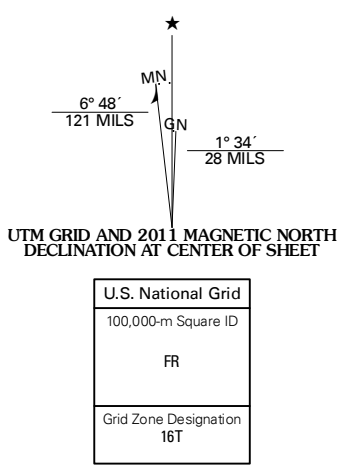 ★
MN.
6° 48´
121 MILS
GN
1° 34´
28 MILS
UTM GRID AND 2011 MAGNETIC NORTH
DECLINATION AT CENTER OF SHEET
U.S. National Grid
100,000-m Square ID
FR
Grid Zone Designation
16T